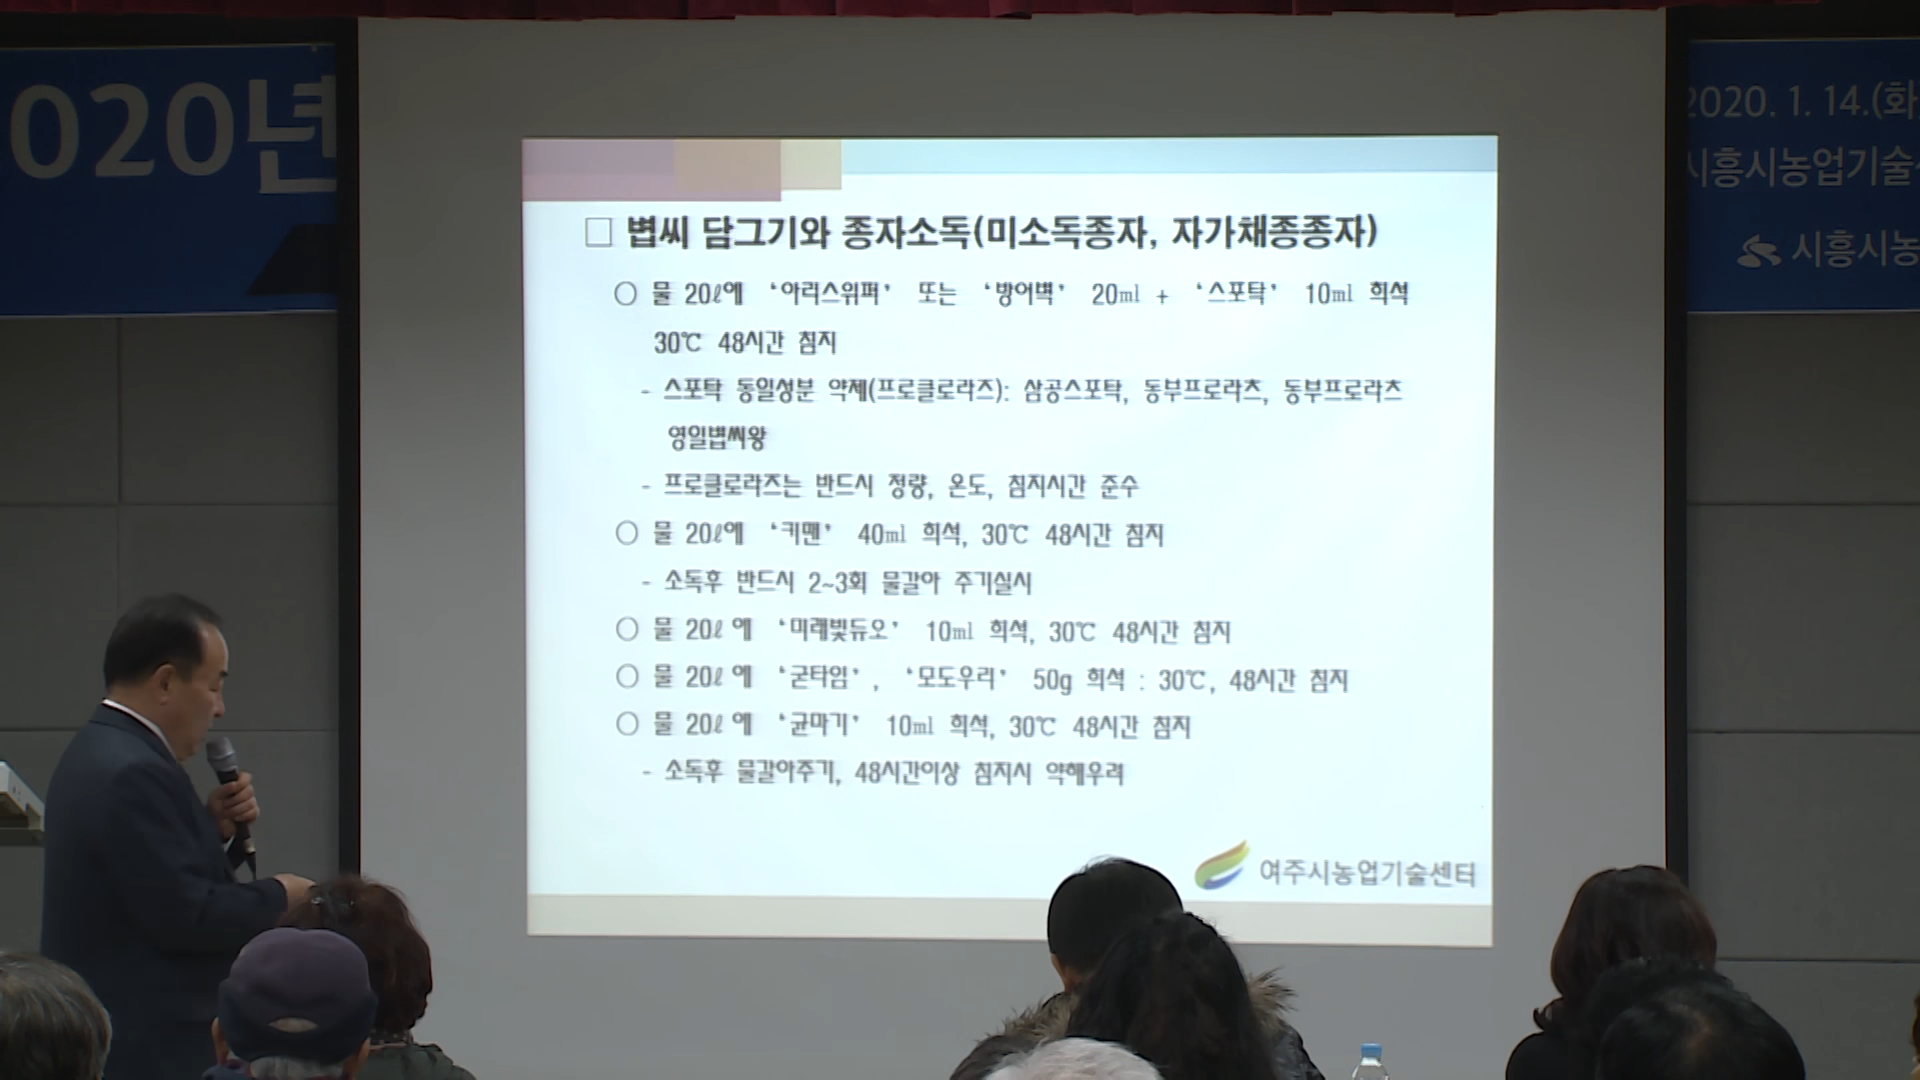 2020년
2020. 1. 14.(화
시흥시농업기술
시흥시농
□ 볍씨 담그기와 종자소독(미소독종자, 자가채종종자)
○ 물 20ℓ에 ‘아리스위퍼’ 또는 ‘방어벽’ 20㎖ + ‘스포탁’ 10㎖ 희석
30℃ 48시간 침지
- 스포탁 동일성분 약제(프로클로라즈): 삼공스포탁, 동부프로라츠, 동부프로라츠
영일볍씨왕
- 프로클로라즈는 반드시 정량, 온도, 침지시간 준수
○ 물 20ℓ에 ‘키맨’ 40㎖ 희석, 30℃ 48시간 침지
- 소독후 반드시 2~3회 물갈아 주기실시
○ 물 20ℓ에 ‘미래빛듀오’ 10㎖ 희석, 30℃ 48시간 침지
○ 물 20ℓ에 ‘굳타임’, ‘모도우리’ 50g 희석 : 30℃, 48시간 침지
○ 물 20ℓ에 ‘균마기’ 10㎖ 희석, 30℃ 48시간 침지
- 소독후 물갈아주기, 48시간이상 침지시 약해우려
여주시농업기술센터